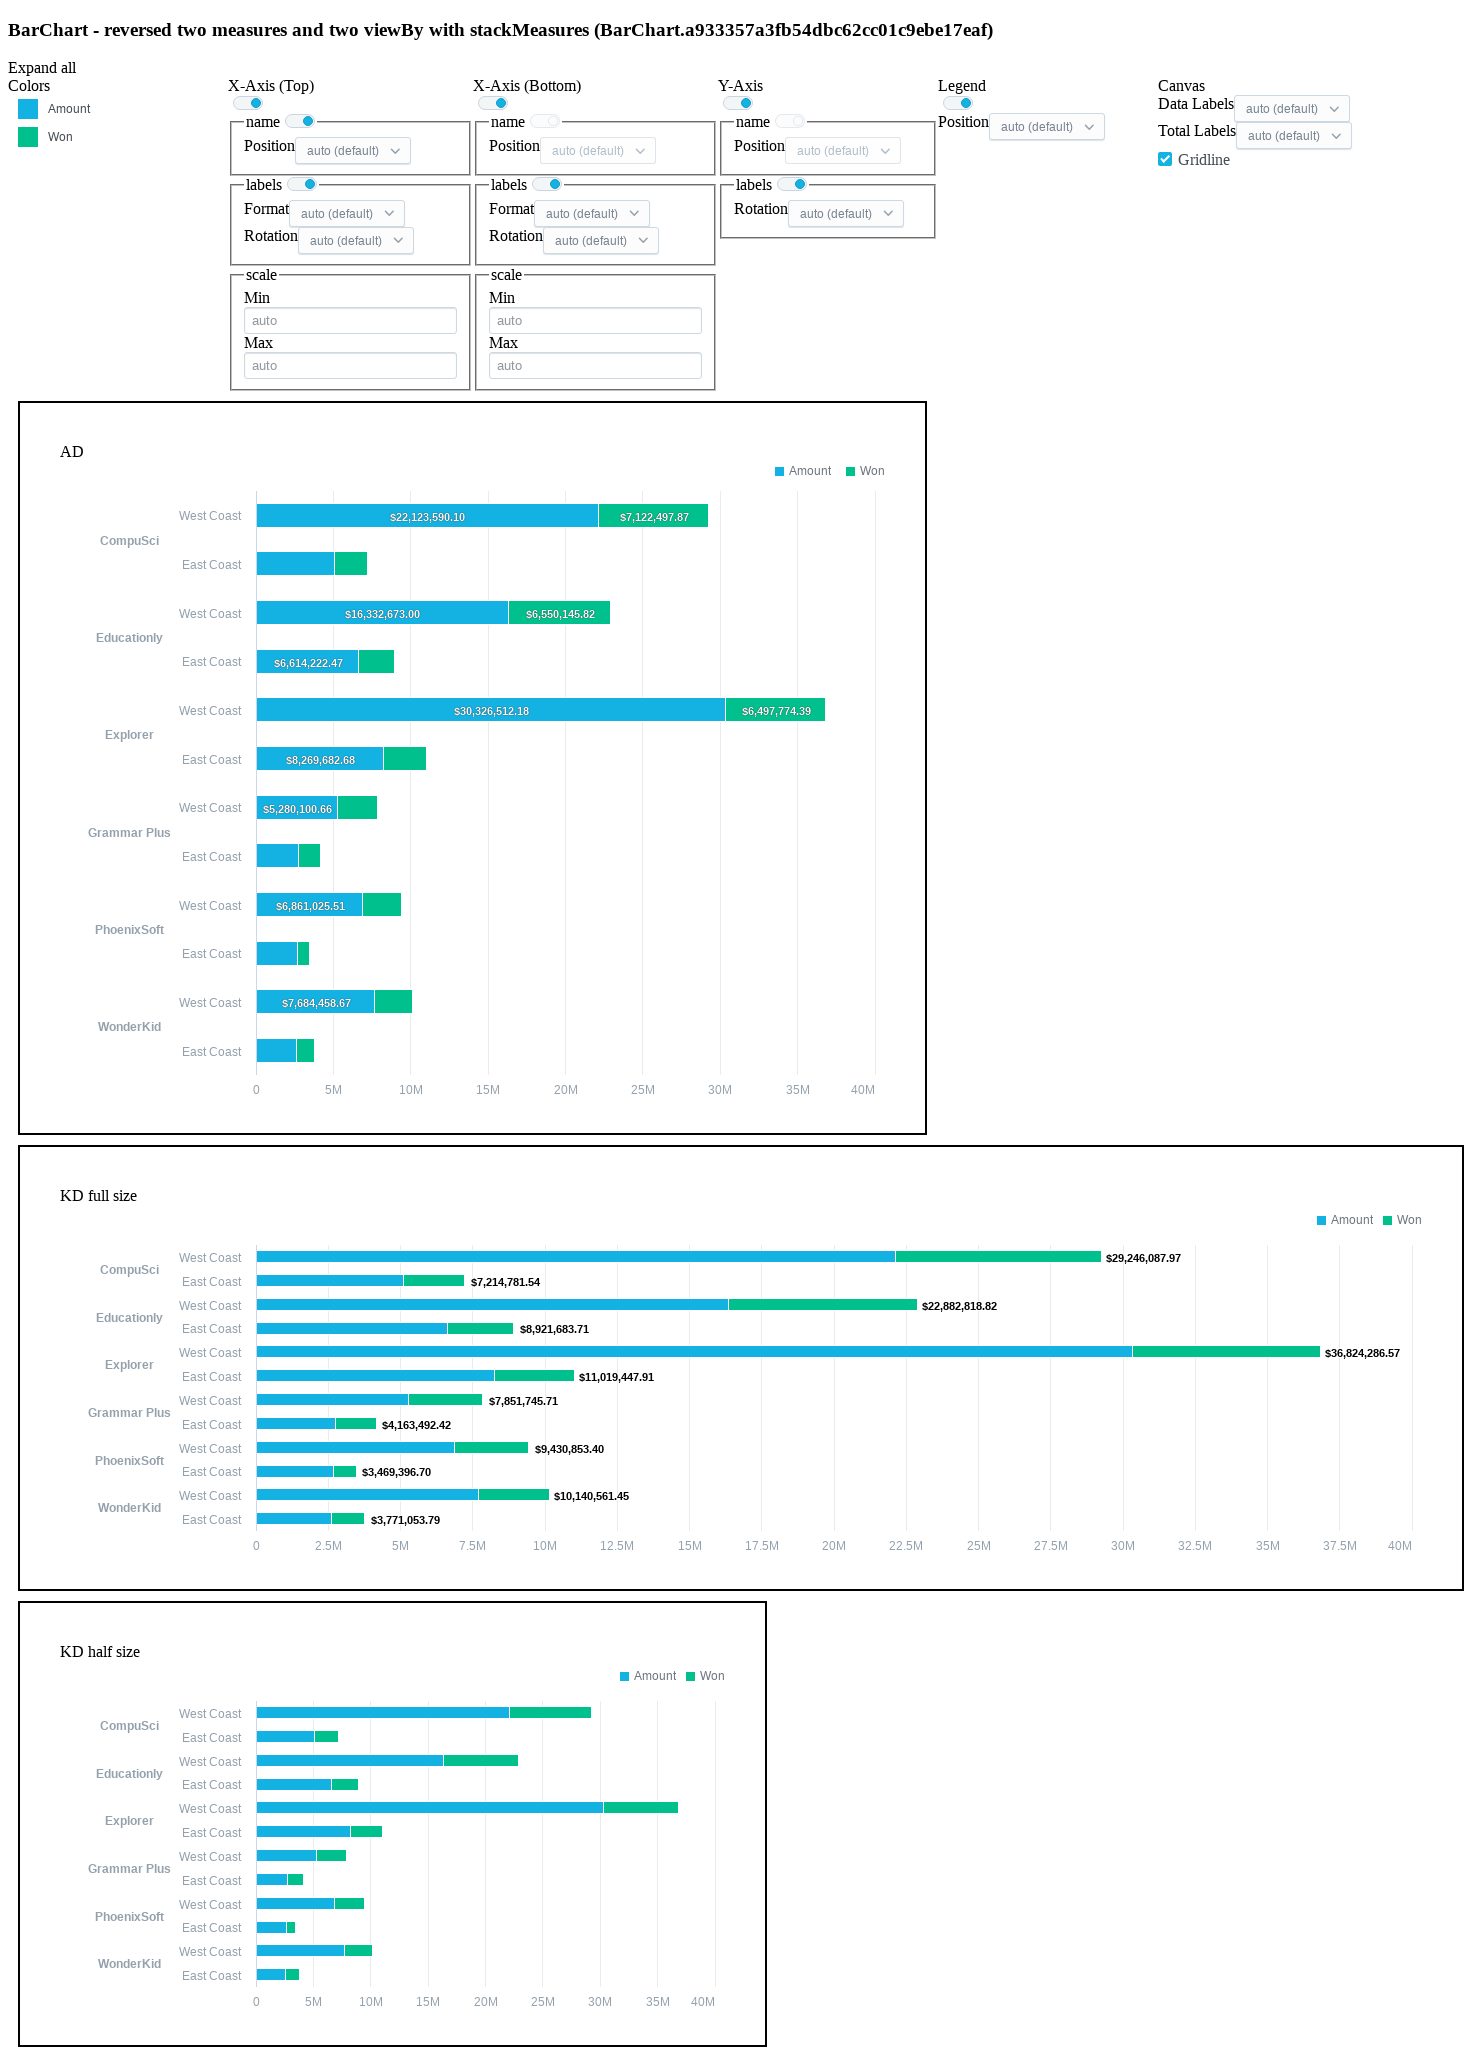 BarChart - reversed two measures and two viewBy with stackMeasures (BarChart.a933357a3fb54dbc62cc01c9ebe17eaf)
Expand all
Colors
Amount
Won
X-Axis (Top)
name
Position auto (default)
labels
Format auto (default)
Rotation auto (default)
scale
Min
auto
Max
auto
X-Axis (Bottom)
name
Position auto (default)
labels
Format auto (default)
Rotation auto (default)
scale
Min
auto
Max
auto
Y-Axis
name
Position auto (default)
labels
Rotation auto (default)
Legend
Position auto (default)
Canvas
Data Labels auto (default)
Total Labels auto (default)
Gridline
AD
Amount Won
CompuSci
West Coast $22,123,590.10 $7,122,497.87
East Coast
Educationly
West Coast $16,332,673.00 $6,550,145.82
East Coast $6,614,222.47
Explorer
West Coast $30,326,512.18 $6,497,774.39
East Coast $8,269,682.68
Grammar Plus
West Coast $5,280,100.66
East Coast
PhoenixSoft
West Coast $6,861,025.51
East Coast
WonderKid
West Coast $7,684,458.67
East Coast
0 5M 10M 15M 20M 25M 30M 35M 40M
KD full size
Amount Won
CompuSci
West Coast $29,246,087.97
East Coast $7,214,781.54
Educationly
West Coast $22,882,818.82
East Coast $8,921,683.71
Explorer
West Coast $36,824,286.57
East Coast $11,019,447.91
Grammar Plus
West Coast $7,851,745.71
East Coast $4,163,492.42
PhoenixSoft
West Coast $9,430,853.40
East Coast $3,469,396.70
WonderKid
West Coast $10,140,561.45
East Coast $3,771,053.79
0 2.5M 5M 7.5M 10M 12.5M 15M 17.5M 20M 22.5M 25M 27.5M 30M 32.5M 35M 37.5M 40M
KD half size
Amount Won
CompuSci
West Coast
East Coast
Educationly
West Coast
East Coast
Explorer
West Coast
East Coast
Grammar Plus
West Coast
East Coast
PhoenixSoft
West Coast
East Coast
WonderKid
West Coast
East Coast
0 5M 10M 15M 20M 25M 30M 35M 40M